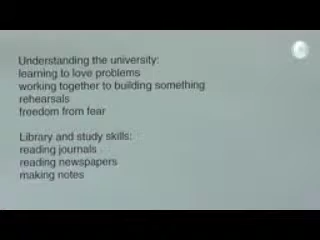 Understanding the university:
learning to love problems
working together to building something
rehearsals
freedom from fear
Library and study skills:
reading journals
reading newspapers
making notes